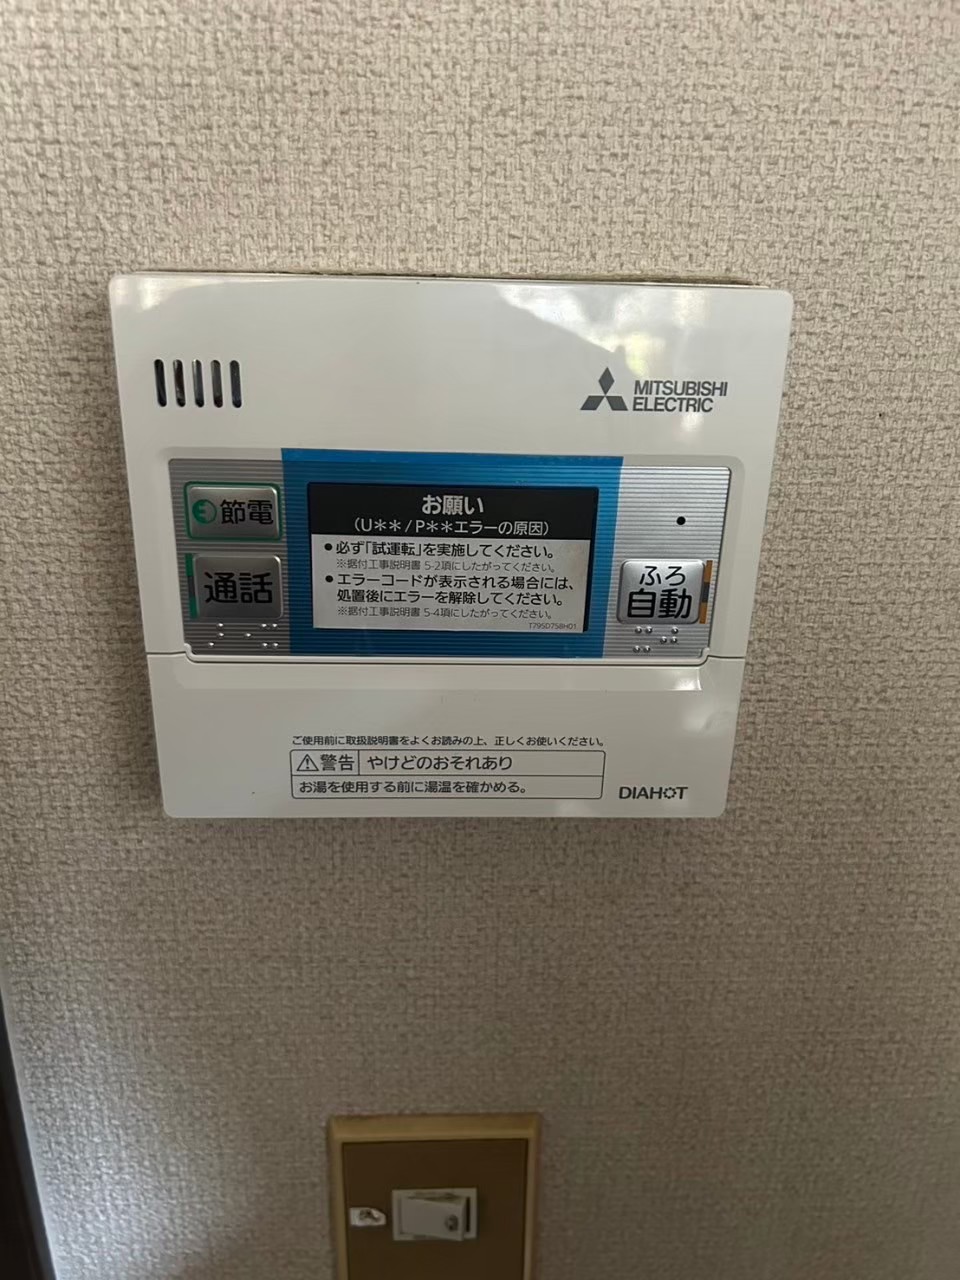 MITSUBISHI
ELECTRIC
節電
通話
お願い
(U＊＊/P＊＊エラーの原因)
●必ず「試運転」を実施してください。
※据付工事説明書 5-2項にしたがってください。
●エラーコードが表示される場合には、
処置後にエラーを解除してください。
※据付工事説明書 5-4項にしたがってください。
T795D758H01
ふろ
自動
ご使用前に取扱説明書をよくお読みの上、正しくお使いください。
⚠警告 やけどのおそれあり
お湯を使用する前に湯温を確かめる。
DIAHOT